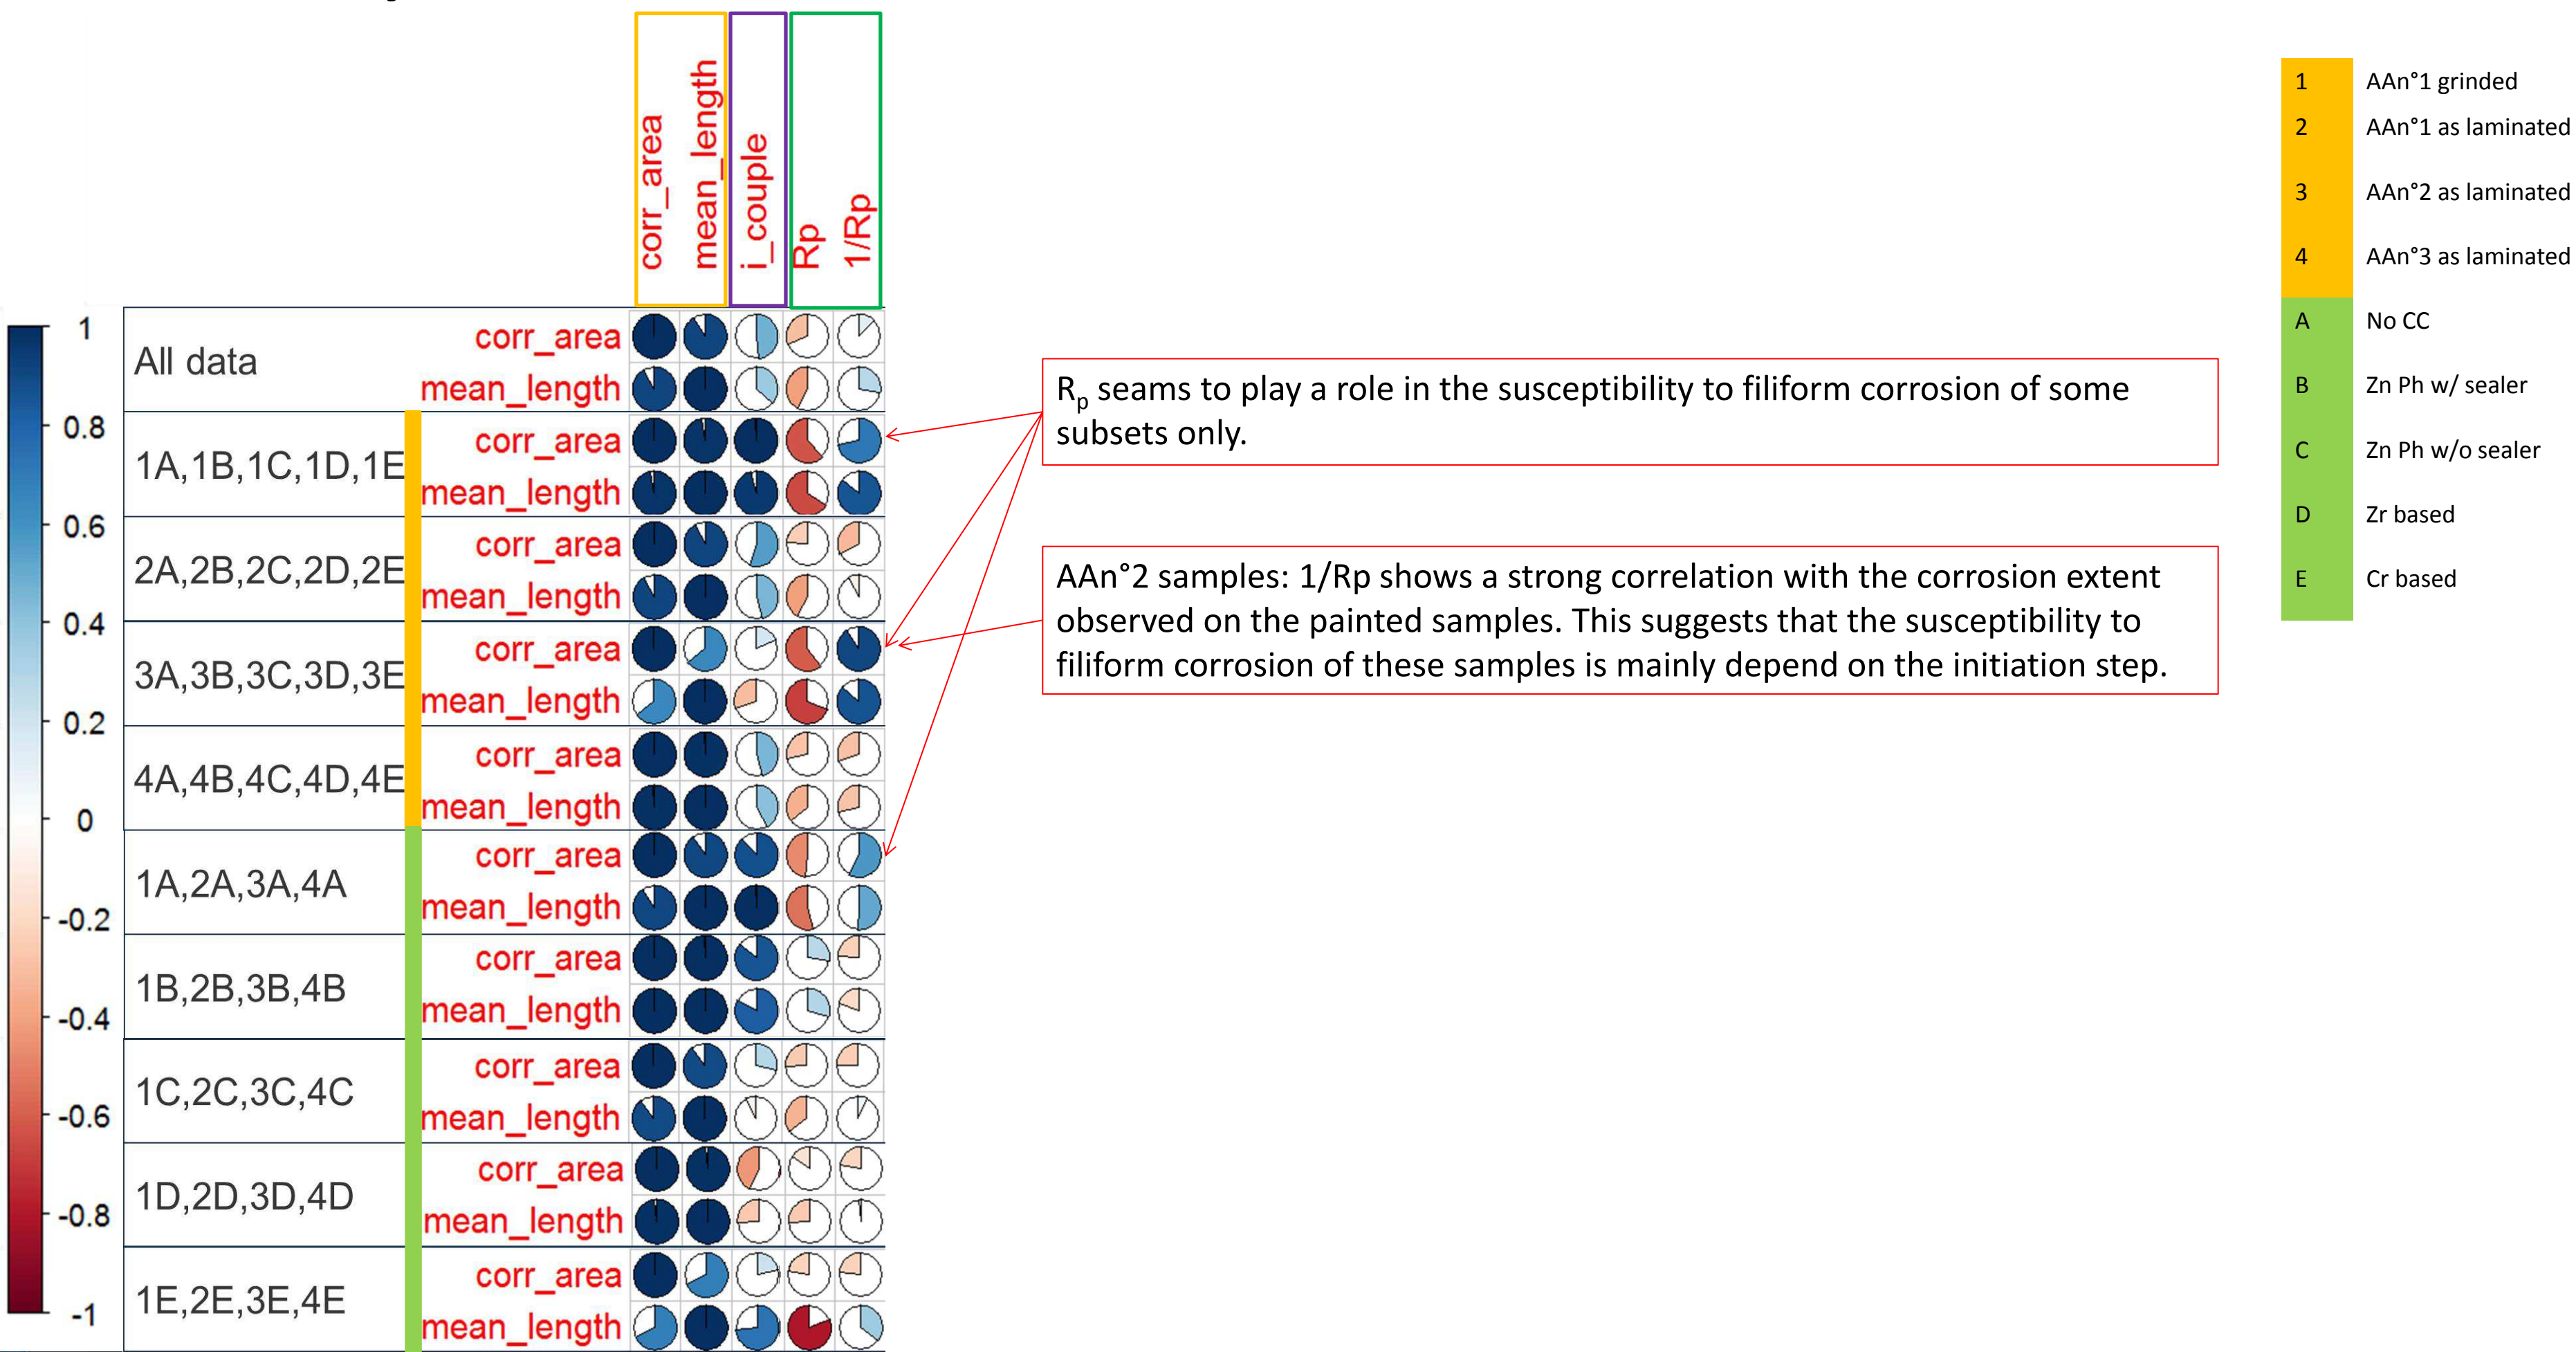 corr_area
mean_length
i_couple
Rp
1/Rp
1
0.8
0.6
0.4
0.2
0
-0.2
-0.4
-0.6
-0.8
-1
All data
corr_area
mean_length
1A,1B,1C,1D,1E
corr_area
mean_length
2A,2B,2C,2D,2E
corr_area
mean_length
3A,3B,3C,3D,3E
corr_area
mean_length
4A,4B,4C,4D,4E
corr_area
mean_length
1A,2A,3A,4A
corr_area
mean_length
1B,2B,3B,4B
corr_area
mean_length
1C,2C,3C,4C
corr_area
mean_length
1D,2D,3D,4D
corr_area
mean_length
1E,2E,3E,4E
corr_area
mean_length
Rp seams to play a role in the susceptibility to filiform corrosion of some
subsets only.
AAn°2 samples: 1/Rp shows a strong correlation with the corrosion extent
observed on the painted samples. This suggests that the susceptibility to
filiform corrosion of these samples is mainly depend on the initiation step.
1 AAn°1 grinded
2 AAn°1 as laminated
3 AAn°2 as laminated
4 AAn°3 as laminated
A No CC
B Zn Ph w/ sealer
C Zn Ph w/o sealer
D Zr based
E Cr based